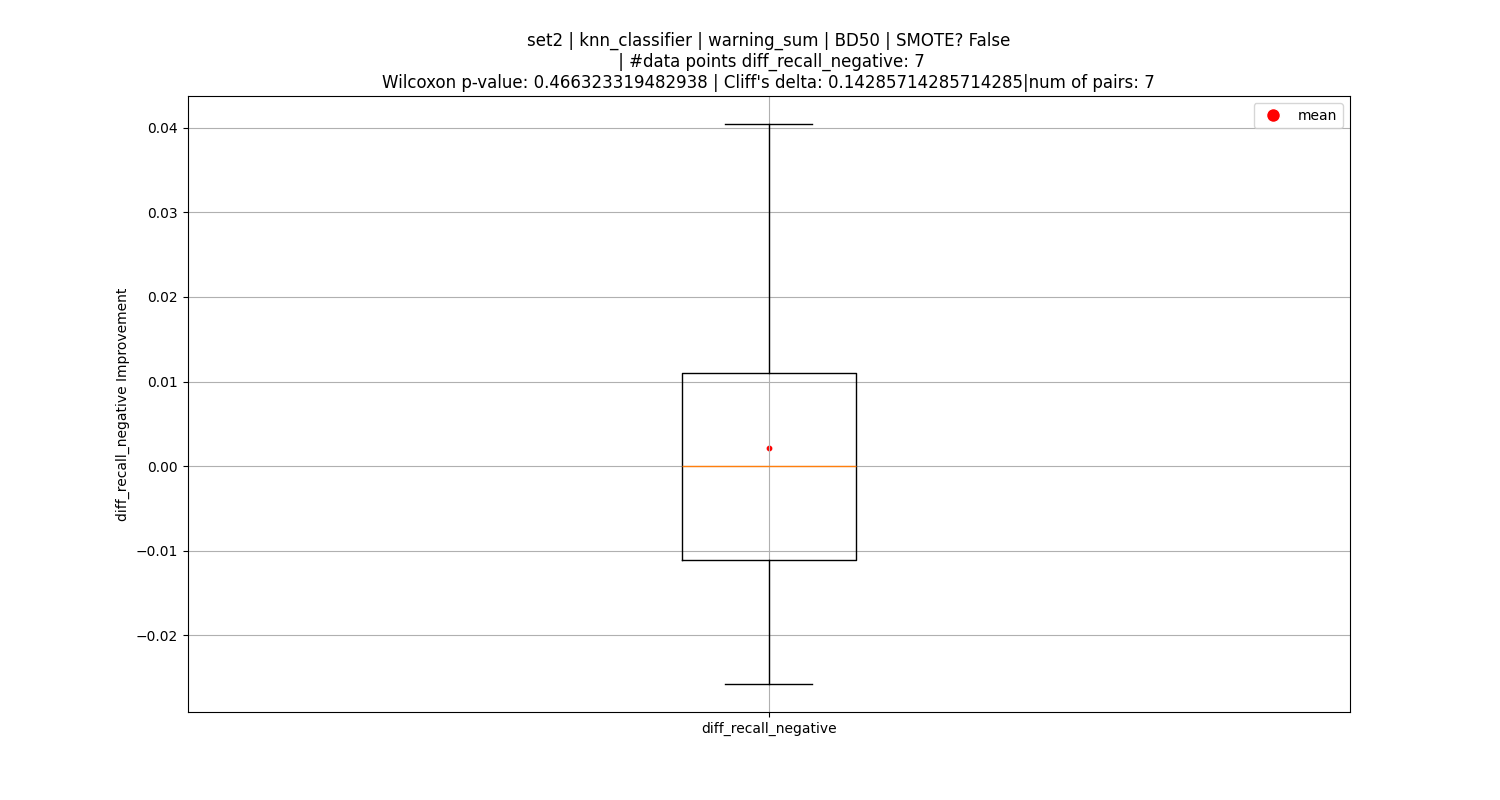 set2 | knn_classifier | warning_sum | BD50 | SMOTE? False
| #data points diff_recall_negative: 7
Wilcoxon p-value: 0.466323319482938 | Cliff's delta: 0.14285714285714285|num of pairs: 7
mean
0.04
0.03
0.02
0.01
0.00
−0.01
−0.02
diff_recall_negative Improvement
diff_recall_negative